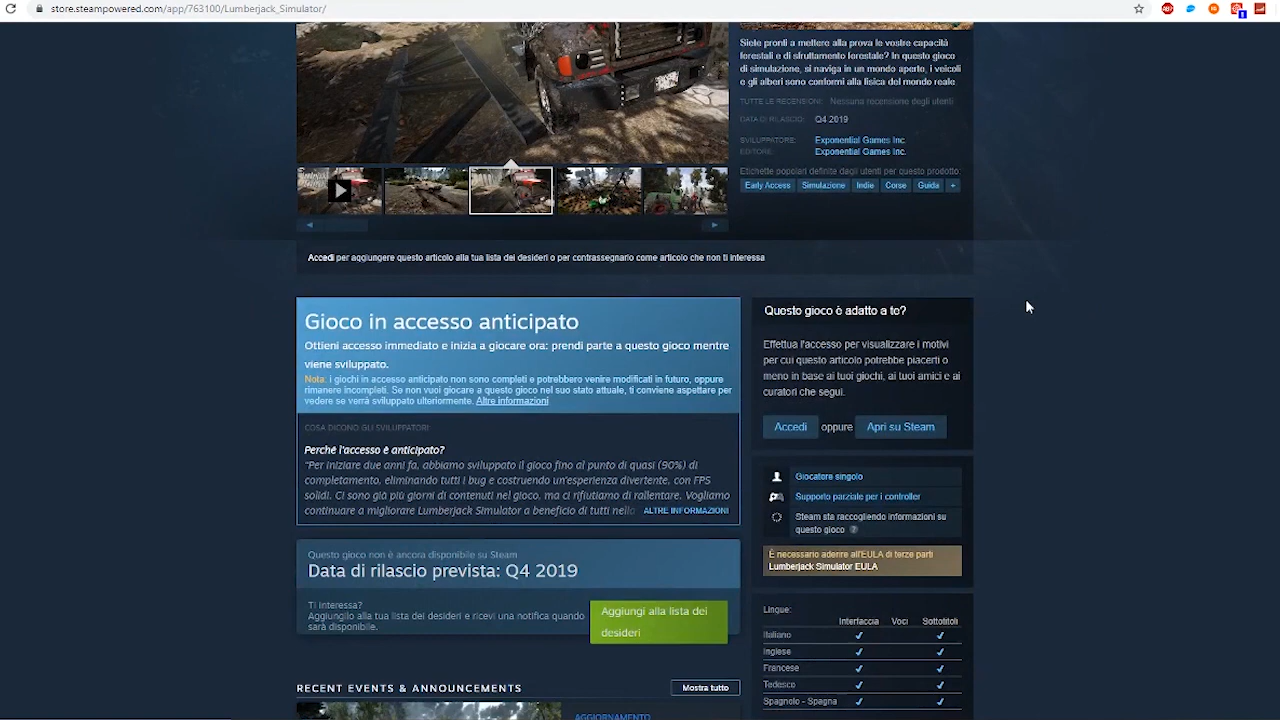 store.steampowered.com/app/763100/Lumberjack_Simulator/
Siete pronti a mettere alla prova le vostre capacità
forestali e di sfruttamento forestale? In questo gioco
di simulazione, si naviga in un mondo aperto, i veicoli
e gli alberi sono conformi alla fisica del mondo reale
TUTTE LE RECENSIONI: Nessuna recensione degli utenti
DATA DI RILASCIO: Q4 2019
SVILUPPATORE: Exponential Games Inc.
EDITORE: Exponential Games Inc.
Etichette popolari definite dagli utenti per questo prodotto:
Early Access Simulazione Indie Corse Guida +
Accedi per aggiungere questo articolo alla tua lista dei desideri o per contrassegnarlo come articolo che non ti interessa
Gioco in accesso anticipato
Ottieni accesso immediato e inizia a giocare ora: prendi parte a questo gioco mentre
viene sviluppato.
Nota: i giochi in accesso anticipato non sono completi e potrebbero venire modificati in futuro, oppure
rimanere incompleti. Se non vuoi giocare a questo gioco nel suo stato attuale, ti conviene aspettare per
vedere se verrà sviluppato ulteriormente. Altre informazioni
COSA DICONO GLI SVILUPPATORI:
Perché l'accesso è anticipato?
"Per iniziare due anni fa, abbiamo sviluppato il gioco fino al punto di quasi (90%) di
completamento, eliminando tutti i bug e costruendo un'esperienza divertente, con FPS
solidi. Ci sono già più giorni di contenuti nel gioco, ma ci rifiutiamo di rallentare. Vogliamo
continuare a migliorare Lumberjack Simulator a beneficio di tutti nella ALTRE INFORMAZIONI
Questo gioco non è ancora disponibile su Steam
Data di rilascio prevista: Q4 2019
Ti interessa?
Aggiungilo alla tua lista dei desideri e ricevi una notifica quando
sarà disponibile.
Aggiungi alla lista dei
desideri
RECENT EVENTS & ANNOUNCEMENTS
Mostra tutto
AGGIORNAMENTO
Questo gioco è adatto a te?
Effettua l'accesso per visualizzare i motivi
per cui questo articolo potrebbe piacerti o
meno in base ai tuoi giochi, ai tuoi amici e ai
curatori che segui.
Accedi oppure Apri su Steam
Giocatore singolo
Supporto parziale per i controller
Steam sta raccogliendo informazioni su
questo gioco ?
È necessario aderire all'EULA di terze parti
Lumberjack Simulator EULA
Lingue:
Interfaccia Voci Sottotitoli
Italiano ✔ ✔
Inglese ✔ ✔
Francese ✔ ✔
Tedesco ✔ ✔
Spagnolo - Spagna ✔ ✔